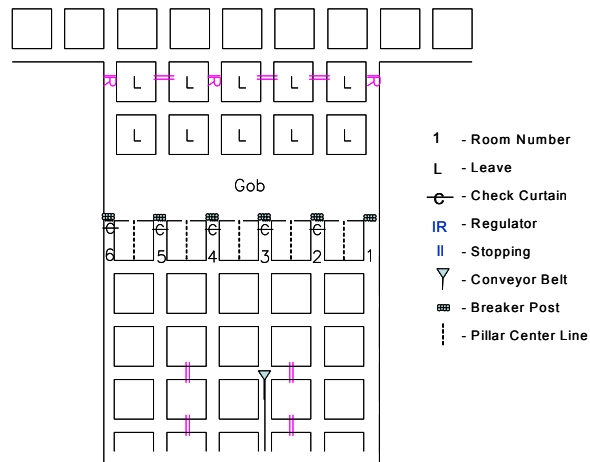 R R R
L L L L L
L L L L L
Gob
C C C C C
6 5 4 3 2 1
1 - Room Number
L - Leave
C - Check Curtain
IR - Regulator
|| - Stopping
- Conveyor Belt
- Breaker Post
- Pillar Center Line